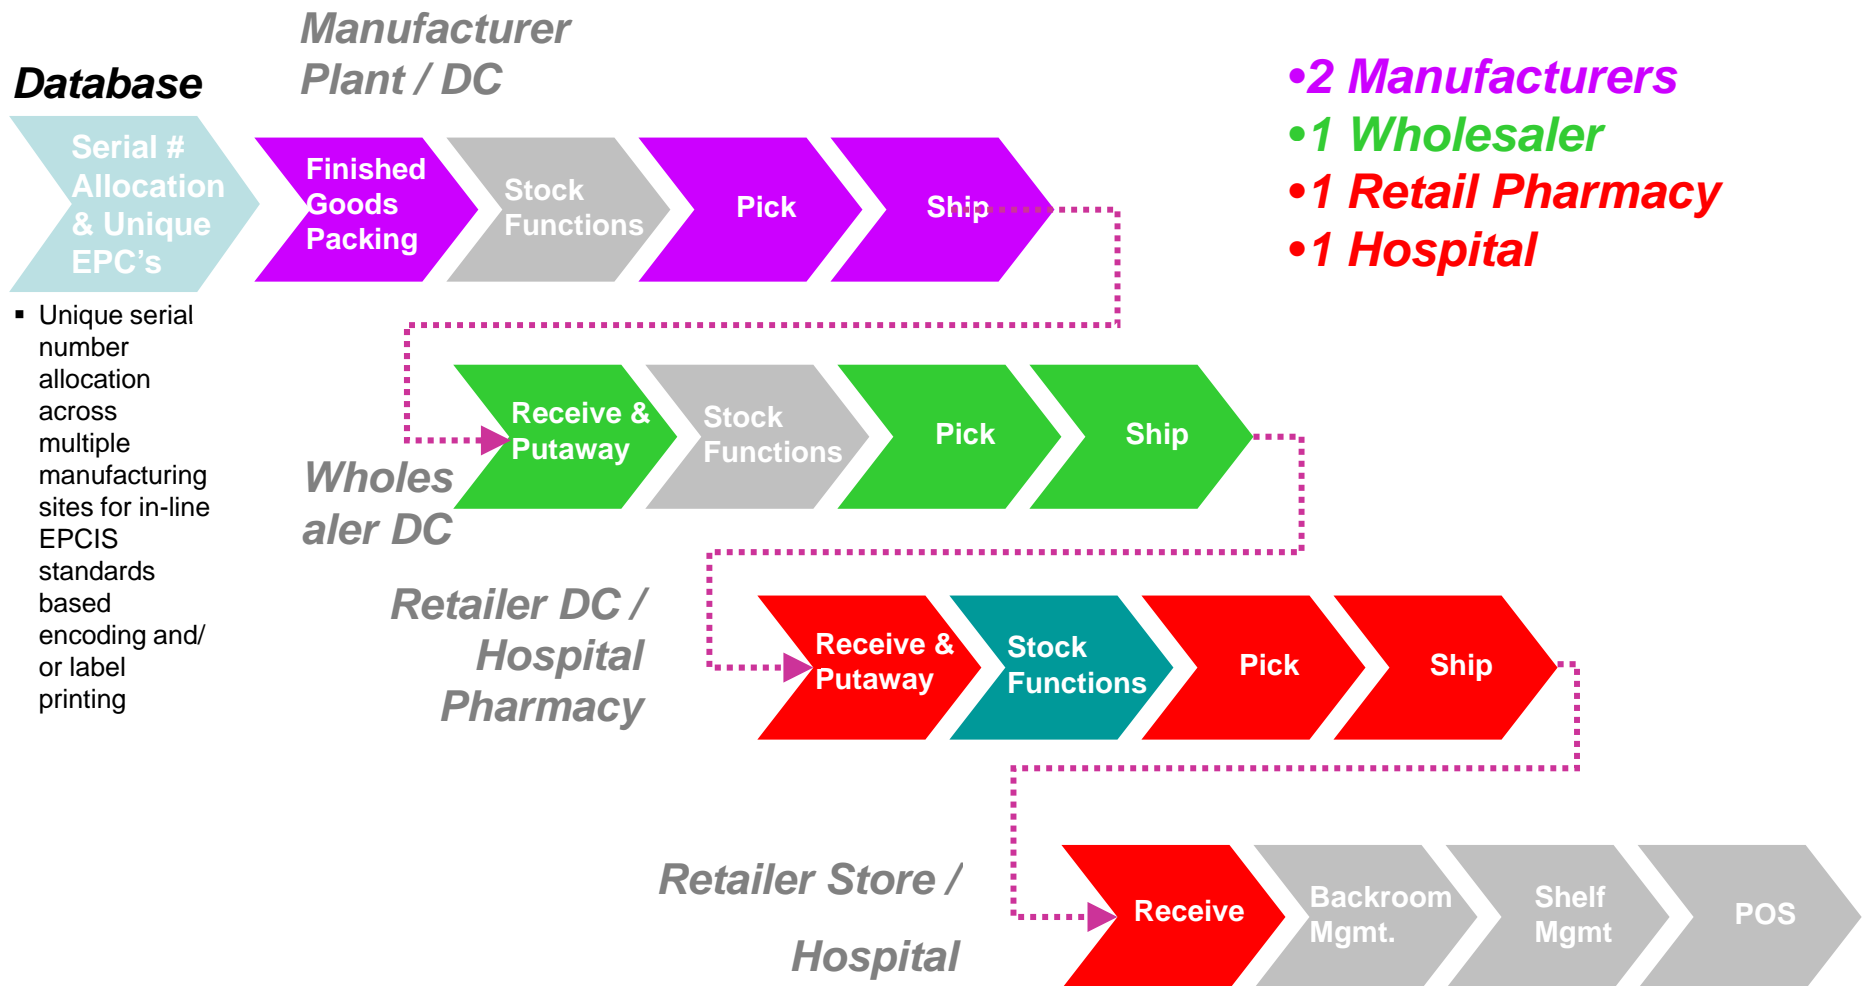 Manufacturer
Plant / DC
Database
•2 Manufacturers
•1 Wholesaler
•1 Retail Pharmacy
•1 Hospital
Serial #
Allocation
& Unique
EPC’s
Finished
Goods
Packing
Stock
Functions
Pick
Ship
▪ Unique serial
number
allocation
across
multiple
manufacturing
sites for in-line
EPCIS
standards
based
encoding and/
or label
printing
Receive &
Putaway
Stock
Functions
Pick
Ship
Wholes
aler DC
Retailer DC /
Hospital
Pharmacy
Receive &
Putaway
Stock
Functions
Pick
Ship
Retailer Store /
Hospital
Receive
Backroom
Mgmt.
Shelf
Mgmt
POS